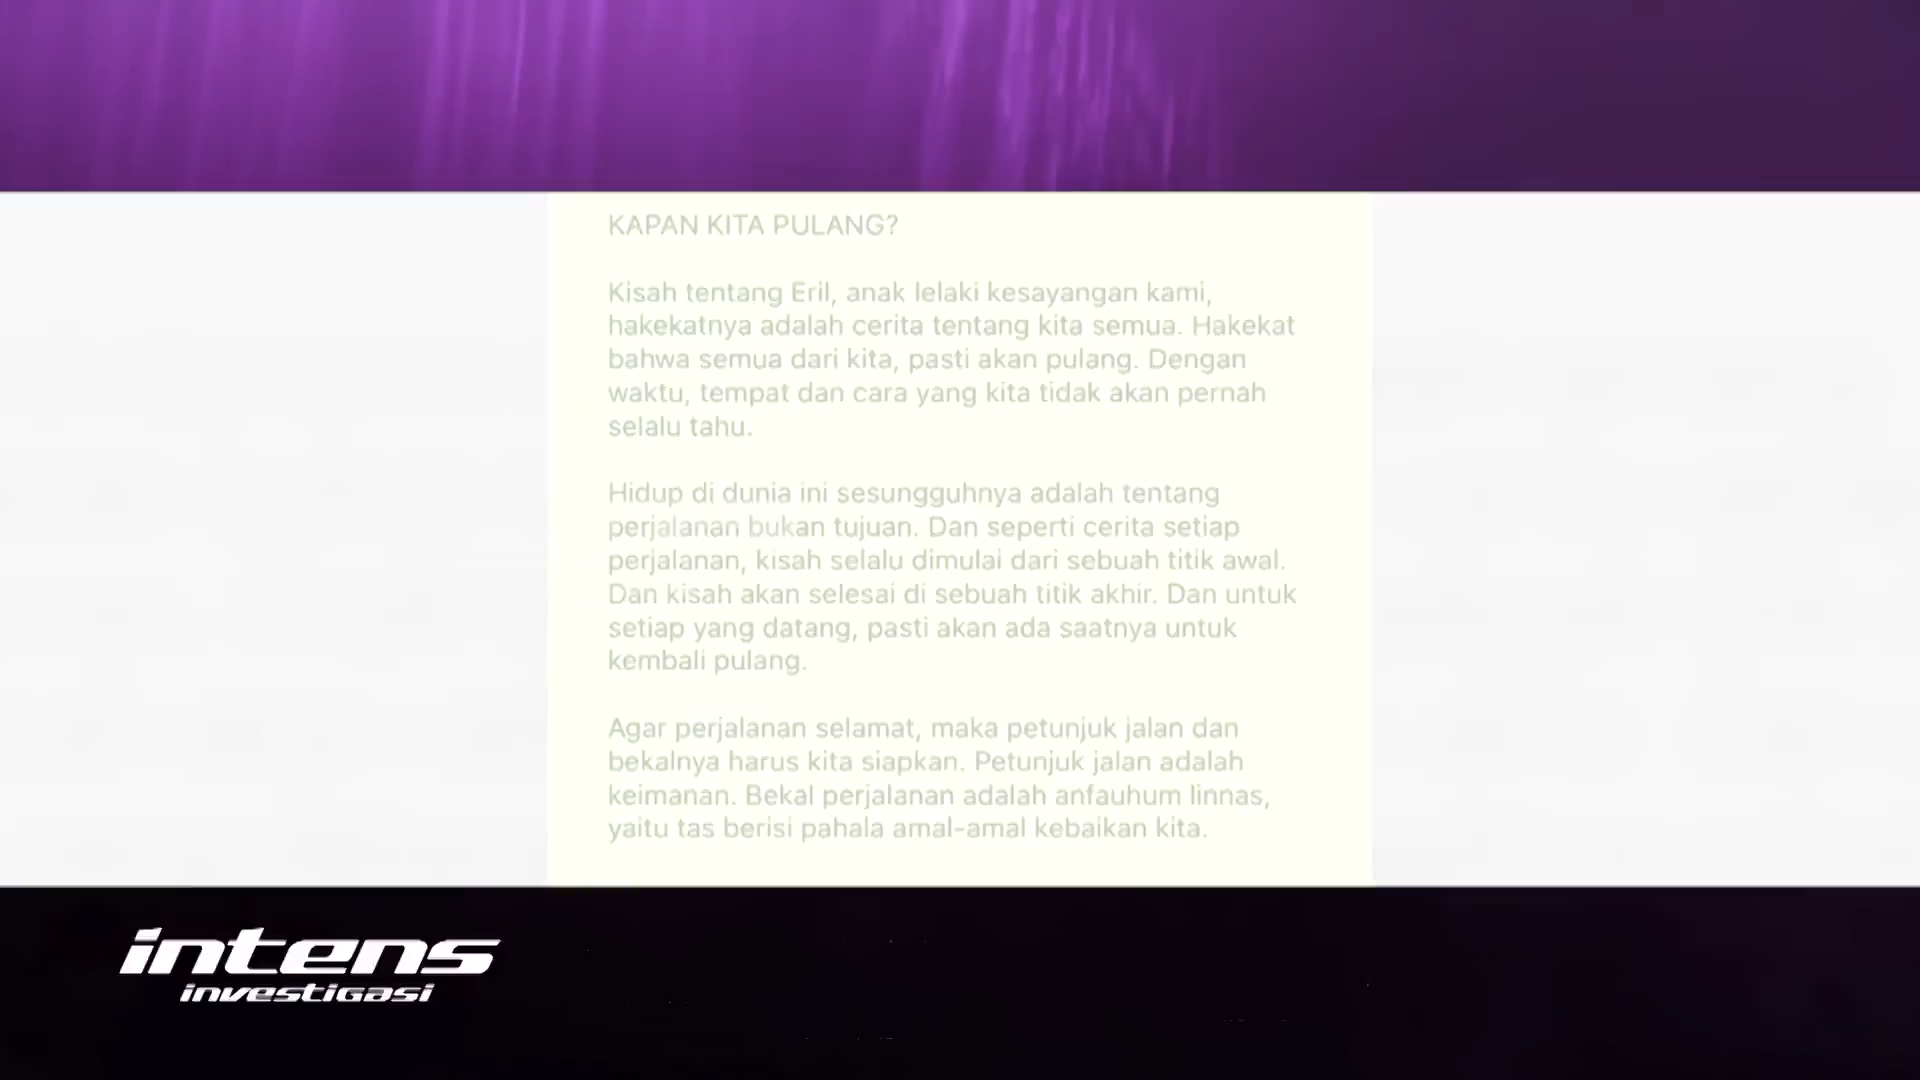 KAPAN KITA PULANG?
Kisah tentang Eril, anak lelaki kesayangan kami,
hakekatnya adalah cerita tentang kita semua. Hakekat
bahwa semua dari kita, pasti akan pulang. Dengan
waktu, tempat dan cara yang kita tidak akan pernah
selalu tahu.
Hidup di dunia ini sesungguhnya adalah tentang
perjalanan bukan tujuan. Dan seperti cerita setiap
perjalanan, kisah selalu dimulai dari sebuah titik awal.
Dan kisah akan selesai di sebuah titik akhir. Dan untuk
setiap yang datang, pasti akan ada saatnya untuk
kembali pulang.
Agar perjalanan selamat, maka petunjuk jalan dan
bekalnya harus kita siapkan. Petunjuk jalan adalah
keimanan. Bekal perjalanan adalah anfauhum linnas,
yaitu tas berisi pahala amal-amal kebaikan kita.
intens
investigasi